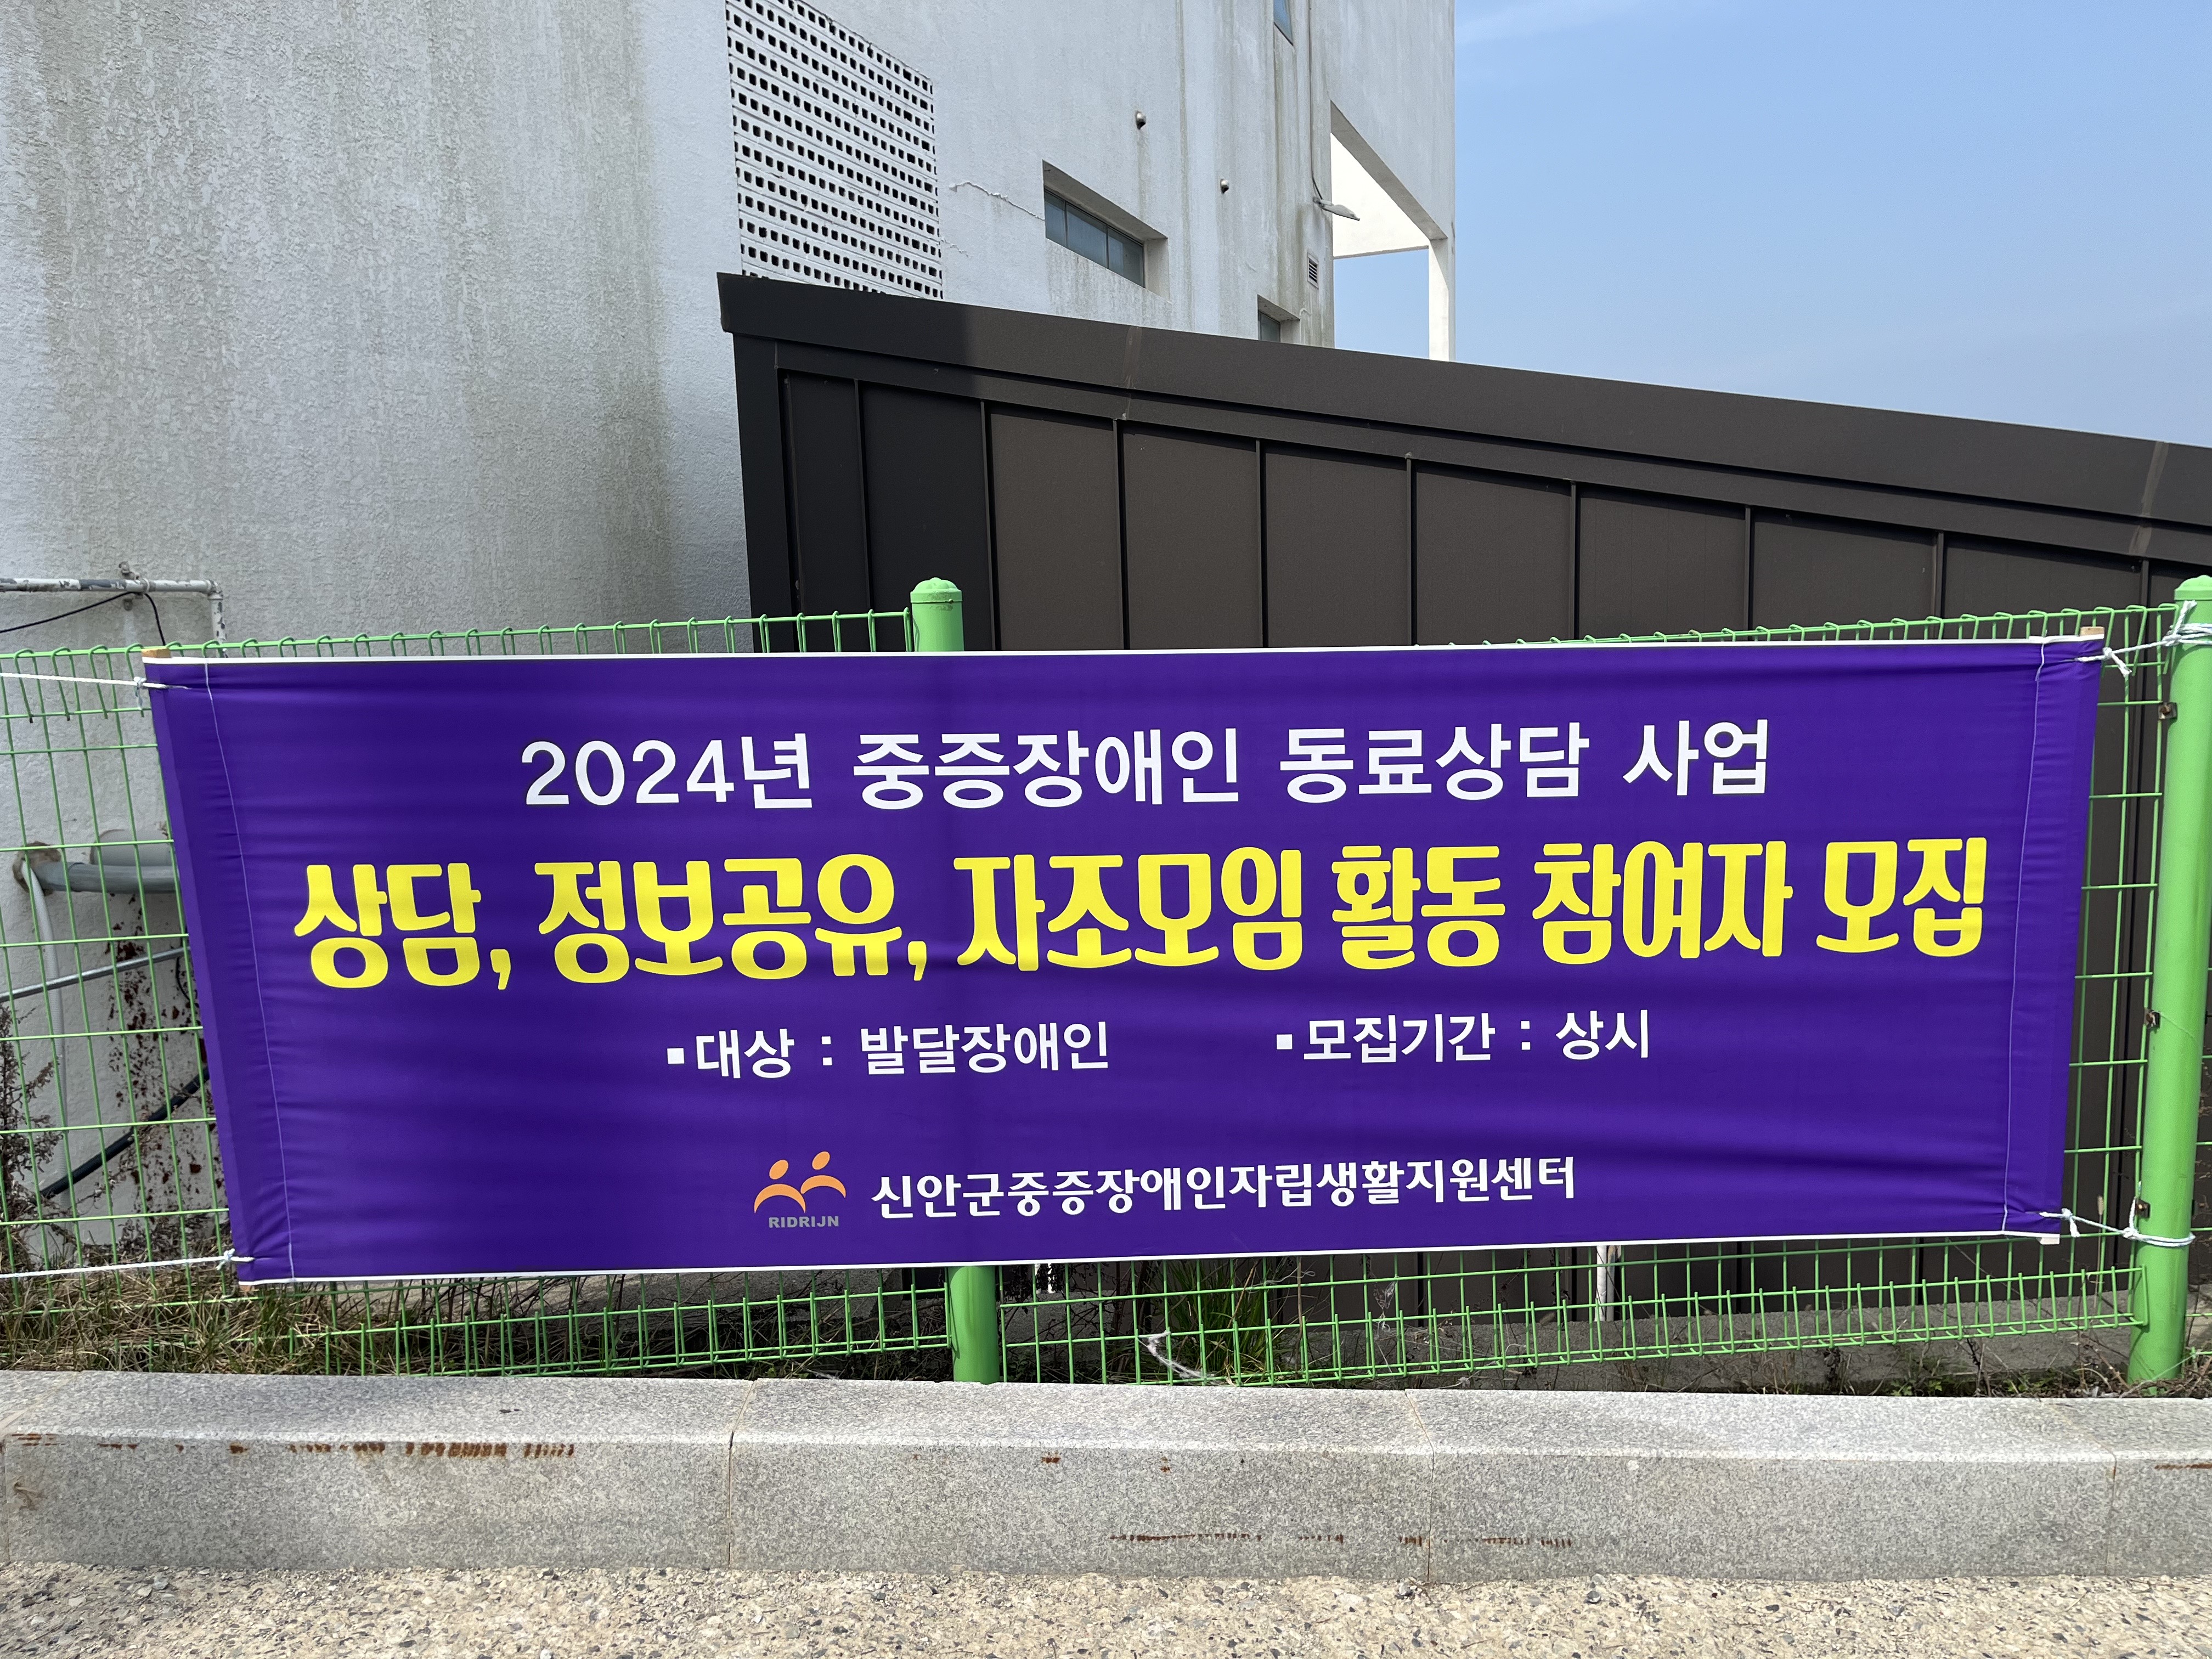 2024년 중증장애인 동료상담 사업
상담, 정보공유, 자조모임 활동 참여자 모집
▪대상 : 발달장애인 ▪모집기간 : 상시
RIDRIJN 신안군중증장애인자립생활지원센터